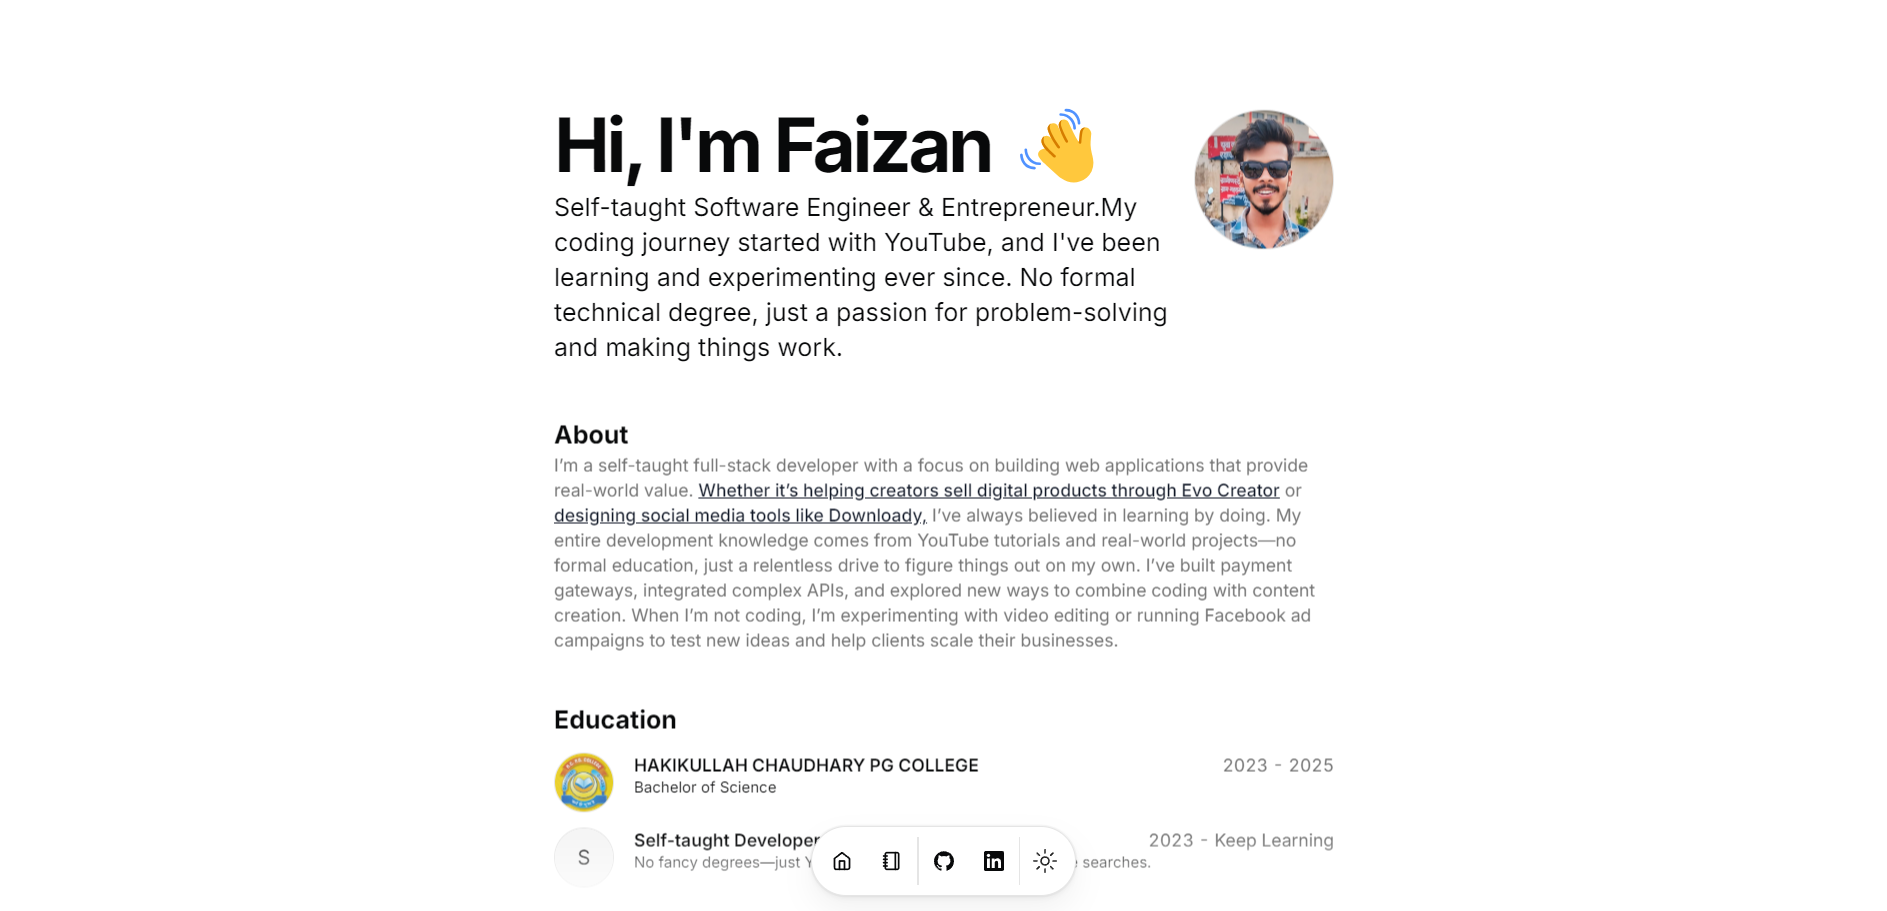 Hi, I'm Faizan 👋
Self-taught Software Engineer & Entrepreneur.My
coding journey started with YouTube, and I've been
learning and experimenting ever since. No formal
technical degree, just a passion for problem-solving
and making things work.
About
I’m a self-taught full-stack developer with a focus on building web applications that provide
real-world value. Whether it’s helping creators sell digital products through Evo Creator or
designing social media tools like Downloady, I’ve always believed in learning by doing. My
entire development knowledge comes from YouTube tutorials and real-world projects—no
formal education, just a relentless drive to figure things out on my own. I’ve built payment
gateways, integrated complex APIs, and explored new ways to combine coding with content
creation. When I’m not coding, I’m experimenting with video editing or running Facebook ad
campaigns to test new ideas and help clients scale their businesses.
Education
HAKIKULLAH CHAUDHARY PG COLLEGE 2023 - 2025
Bachelor of Science
S
Self-taught Developer 2023 - Keep Learning
No fancy degrees—just searches.